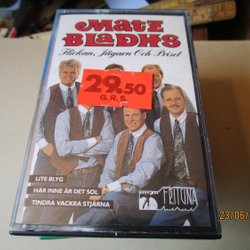 Matz
Bladhs
Flickan, Jägarn Och Priset
29.50
G.R.S.
LITE BLYG
HÄR INNE ÄR DET SOL
TINDRA VACKRA STJÄRNA
FRITUNA
23/06/